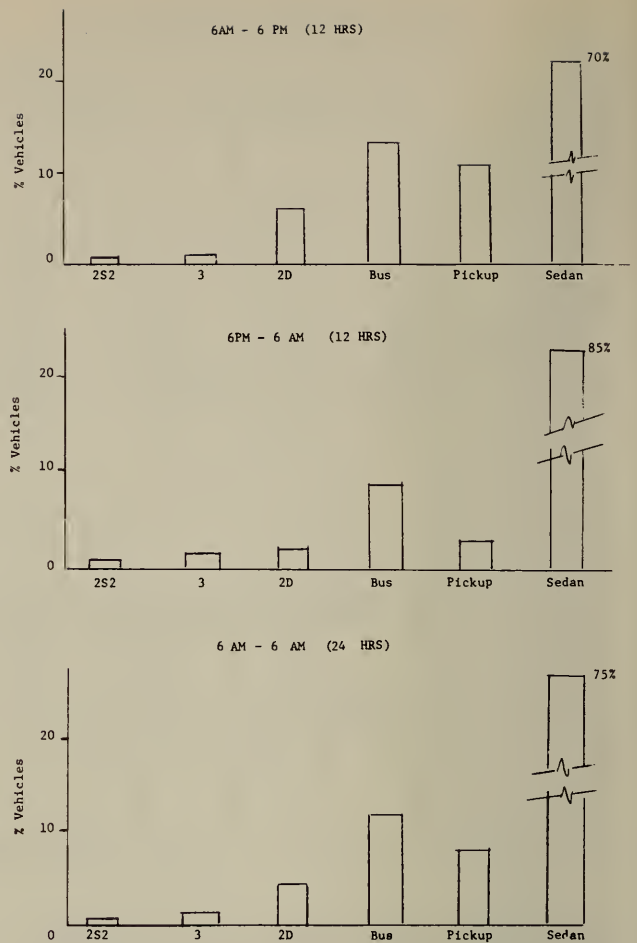 6AM - 6 PM (12 HRS)
70%
20
% Vehicles
10
0
2S2 3 2D Bus Pickup Sedan
6PM - 6 AM (12 HRS)
85%
20
% Vehicles
10
0
2S2 3 2D Bus Pickup Sedan
6 AM - 6 AM (24 HRS)
75%
20
% Vehicles
10
0
2S2 3 2D Bus Pickup Sedan